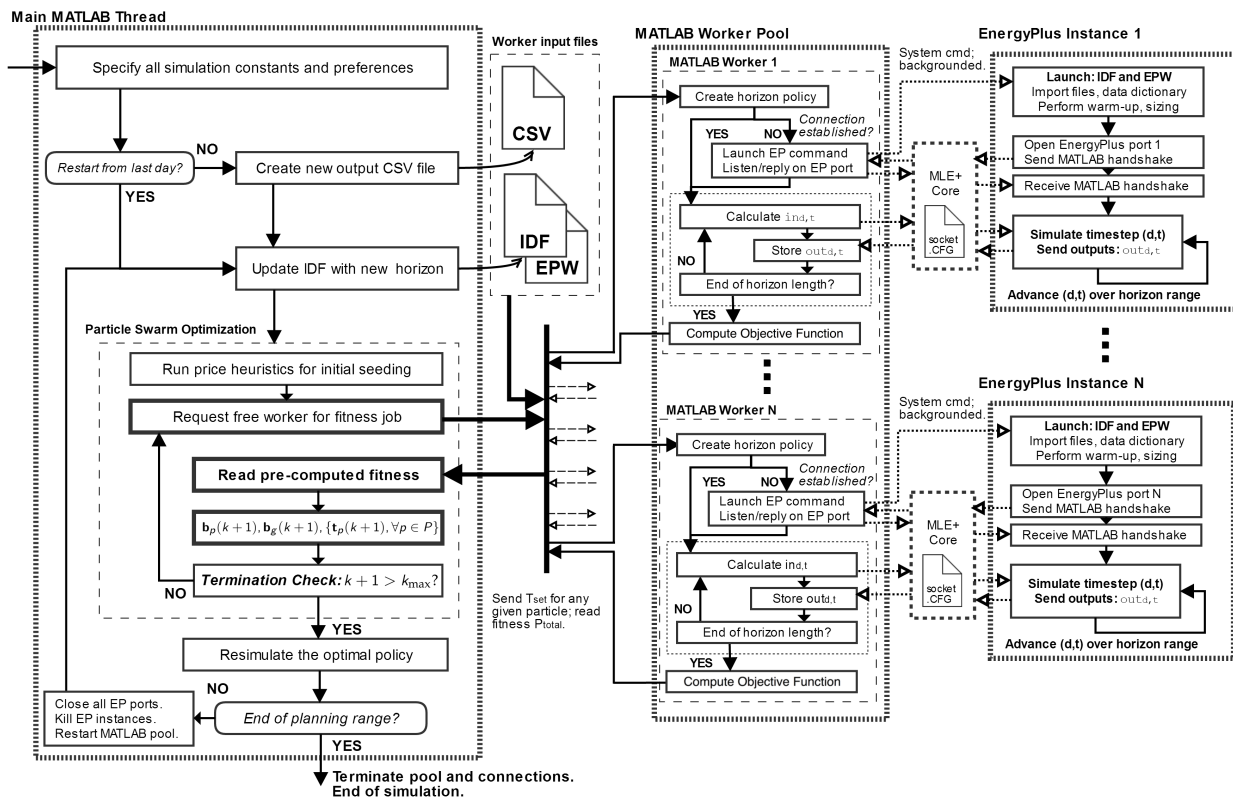 Main MATLAB Thread
Specify all simulation constants and preferences
Restart from last day?
NO
YES
Create new output CSV file
Update IDF with new horizon
Particle Swarm Optimization
Run price heuristics for initial seeding
Request free worker for fitness job
Read pre-computed fitness
b_p(k+1), b_g(k+1), {t_p(k+1), ∀p ∈ P}
Termination Check: k + 1 > k_max?
NO
YES
Resimulate the optimal policy
NO
End of planning range?
Close all EP ports.
Kill EP instances.
Restart MATLAB pool.
YES
Terminate pool and connections.
End of simulation.
Worker input files
CSV
IDF
EPW
Send Tset for any
given particle; read
fitness Ptotal.
MATLAB Worker Pool
MATLAB Worker 1
Create horizon policy
Connection
established?
YES
NO
Launch EP command
Listen/reply on EP port
Calculate ind,t
Store outd,t
NO
End of horizon length?
YES
Compute Objective Function
MATLAB Worker N
Create horizon policy
Connection
established?
YES
NO
Launch EP command
Listen/reply on EP port
Calculate ind,t
Store outd,t
NO
End of horizon length?
YES
Compute Objective Function
System cmd;
backgrounded.
MLE+
Core
socket
.CFG
System cmd;
backgrounded.
MLE+
Core
socket
.CFG
EnergyPlus Instance 1
Launch: IDF and EPW
Import files, data dictionary
Perform warm-up, sizing
Open EnergyPlus port 1
Send MATLAB handshake
Receive MATLAB handshake
Simulate timestep (d,t)
Send outputs: outd,t
Advance (d,t) over horizon range
EnergyPlus Instance N
Launch: IDF and EPW
Import files, data dictionary
Perform warm-up, sizing
Open EnergyPlus port N
Send MATLAB handshake
Receive MATLAB handshake
Simulate timestep (d,t)
Send outputs: outd,t
Advance (d,t) over horizon range